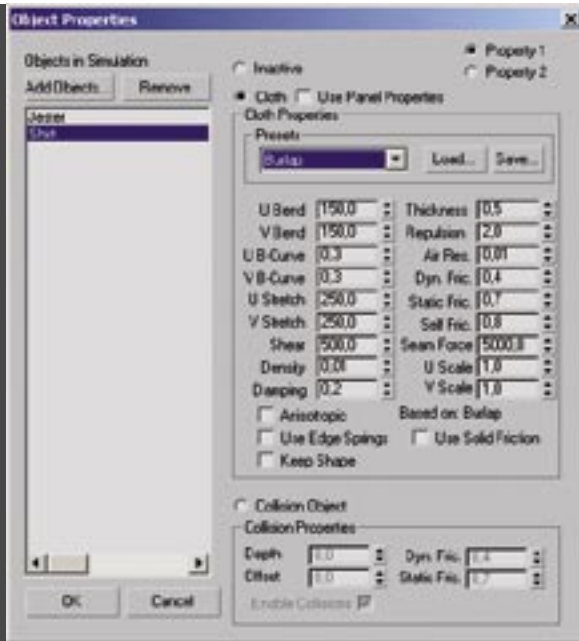 Object Properties
Objects in Simulation
Add Objects... Remove
Jester
Shirt
Inactive
Property 1
Property 2
Cloth Use Panel Properties
Cloth Properties
Presets
Burlap Load... Save...
U Bend 150,0 Thickness 0,5
V Bend 150,0 Repulsion 2,0
U B-Curve 0,3 Air Res. 0,01
V B-Curve 0,3 Dyn. Fric. 0,4
U Stretch 250,0 Static Fric. 0,7
V Stretch 250,0 Self Fric. 0,8
Shear 500,0 Seam Force 5000,0
Density 0,01 U Scale 1,0
Damping 0,2 V Scale 1,0
Anisotropic Based on: Burlap
Use Edge Springs Use Solid Friction
Keep Shape
Collision Object
Collision Properties
Depth Dyn. Fric. 0,4
Offset Static Fric. 0,7
Enable Collisions
OK Cancel